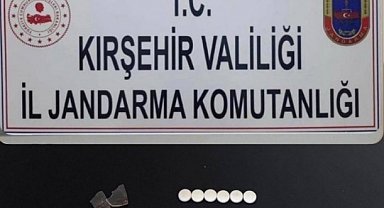 T.C.
KIRŞEHİR VALİLİĞİ
İL JANDARMA KOMUTANLIĞI